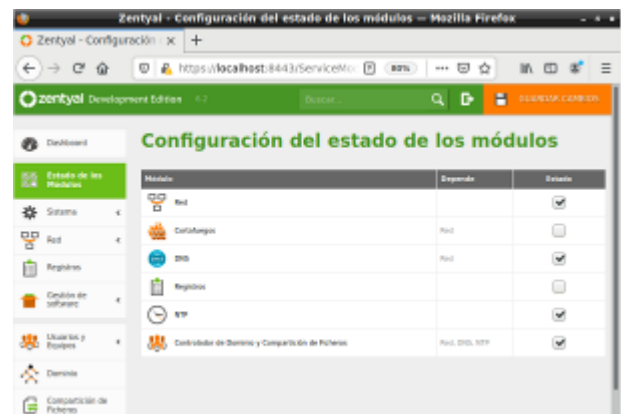 Zentyal - Configuración del estado de los módulos — Mozilla Firefox
Zentyal - Configuración
https://localhost:8443/ServiceMo
80%
zentyal Development Edition 6.2
Buscar...
GUARDAR CAMBIOS
Dashboard
Estado de los
Módulos
Sistema
Red
Registros
Gestión de
software
Usuarios y
Equipos
Dominio
Compartición de
Ficheros
Configuración del estado de los módulos
Módulo Depende Estado
Red
Cortafuegos Red
DNS Red
Registros
NTP
Controlador de Dominio y Compartición de Ficheros Red, DNS, NTP